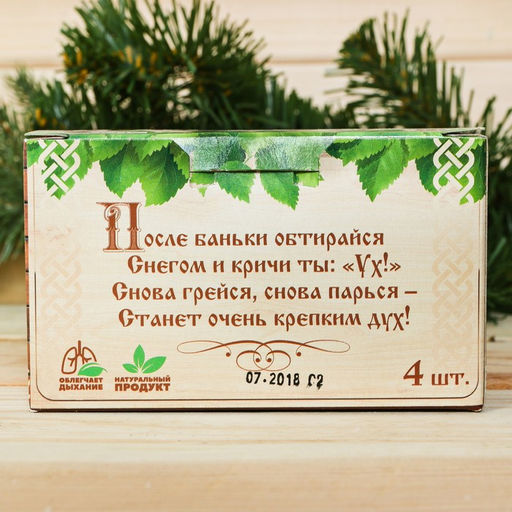 После баньки обтирайся
Снегом и кричи ты: «Ух!»
Снова грейся, снова парься –
Станет очень крепким дух!
ОБЛЕГЧАЕТ
ДЫХАНИЕ
НАТУРАЛЬНЫЙ
ПРОДУКТ
07.2018 Г2
4 шт.